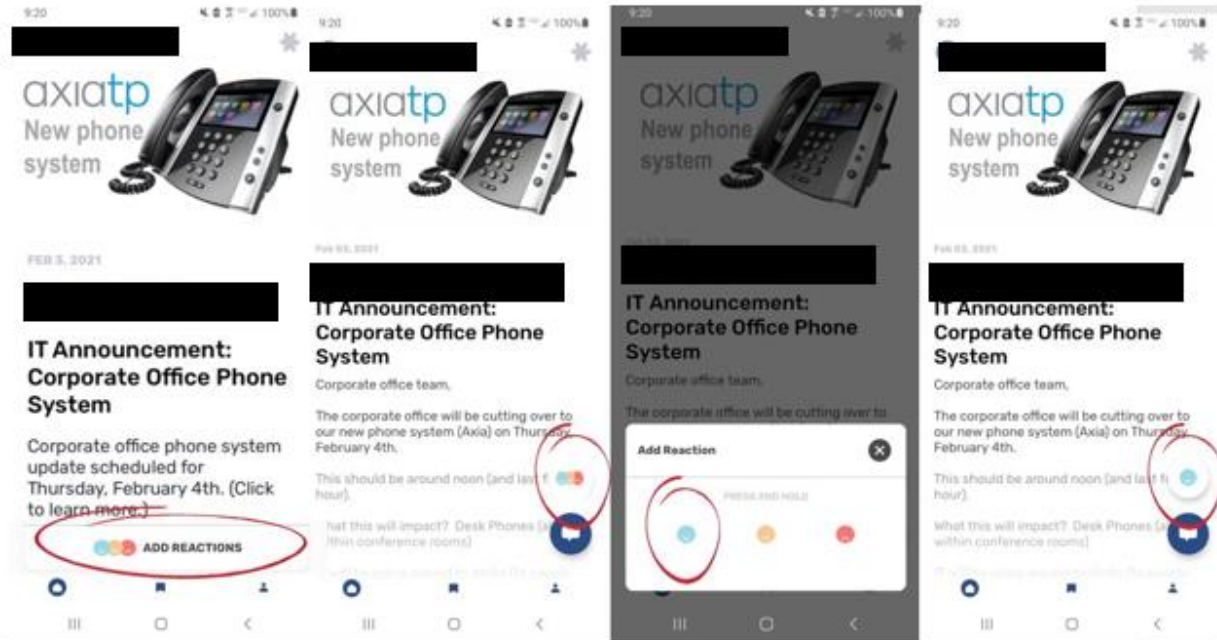 9:20
100%
axiatp
New phone
system
FEB 3, 2021
IT Announcement:
Corporate Office Phone
System
Corporate office phone system
update scheduled for
Thursday, February 4th. (Click
to learn more.)
ADD REACTIONS
9:20
100%
axiatp
New phone
system
Feb 03, 2021
IT Announcement:
Corporate Office Phone
System
Corporate office team,
The corporate office will be cutting over to
our new phone system (Axia) on Thursday,
February 4th.
This should be around noon (and last
hour).
hat this will impact? Desk Phones
within conference rooms)
9:20
100%
axiatp
New phone
system
IT Announcement:
Corporate Office Phone
System
Corporate office team,
The corporate office will be cutting over to
Add Reaction
PRESS AND HOLD
9:20
100%
axiatp
New phone
system
Feb 03, 2021
IT Announcement:
Corporate Office Phone
System
Corporate office team,
The corporate office will be cutting over to
our new phone system (Axia) on Thursday,
February 4th.
This should be around noon (and last
hour).
What this will impact? Desk Phones
within conference rooms)